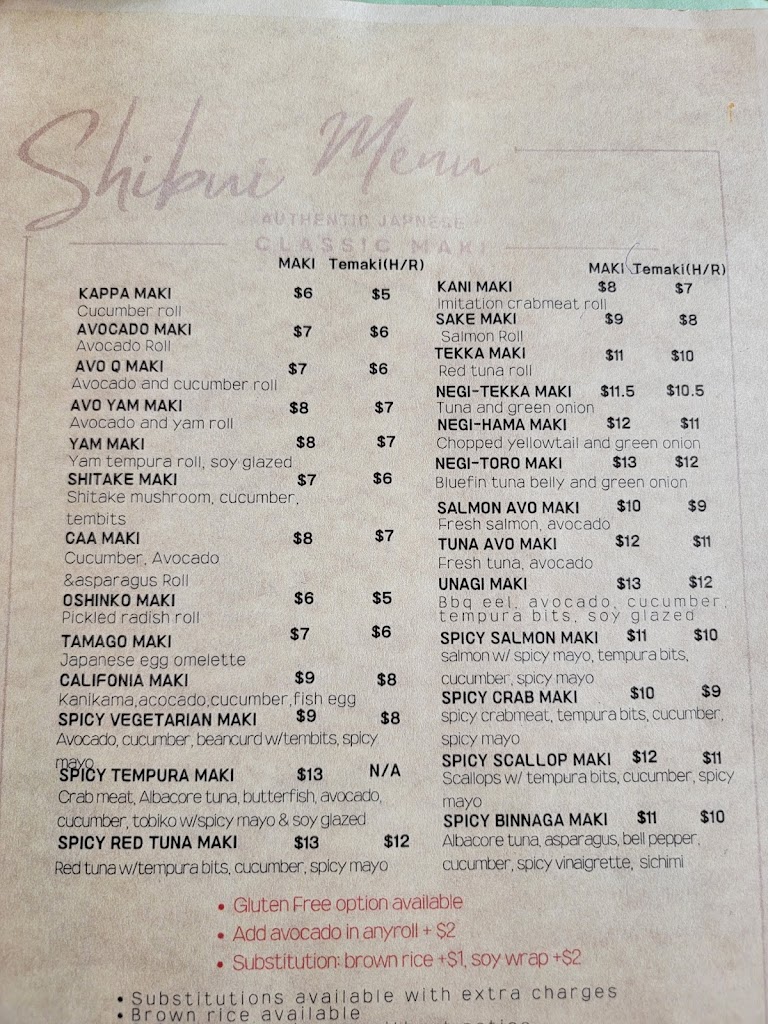 Shibui Menu
AUTHENTIC JAPNESE
CLASSIC MAKI
MAKI Temaki(H/R)
KAPPA MAKI $6 $5
Cucumber roll
AVOCADO MAKI $7 $6
Avocado Roll
AVO Q MAKI $7 $6
Avocado and cucumber roll
AVO YAM MAKI $8 $7
Avocado and yam roll
YAM MAKI $8 $7
Yam tempura roll, soy glazed
SHITAKE MAKI $7 $6
Shitake mushroom, cucumber,
tembits
CAA MAKI $8 $7
Cucumber, Avocado
&asparagus Roll
OSHINKO MAKI $6 $5
Pickled radish roll
TAMAGO MAKI $7 $6
Japanese egg omelette
CALIFONIA MAKI $9 $8
Kanikama,acocado,cucumber,fish egg
SPICY VEGETARIAN MAKI $9 $8
Avocado, cucumber, beancurd w/tembits, spicy
mayo
SPICY TEMPURA MAKI $13 N/A
Crab meat, Albacore tuna, butterfish, avocado,
cucumber, tobiko w/spicy mayo & soy glazed
SPICY RED TUNA MAKI $13 $12
Red tuna w/tempura bits, cucumber, spicy mayo
MAKI Temaki(H/R)
KANI MAKI $8 $7
Imitation crabmeat roll
SAKE MAKI $9 $8
Salmon Roll
TEKKA MAKI $11 $10
Red tuna roll
NEGI-TEKKA MAKI $11.5 $10.5
Tuna and green onion
NEGI-HAMA MAKI $12 $11
Chopped yellowtail and green onion
NEGI-TORO MAKI $13 $12
Bluefin tuna belly and green onion
SALMON AVO MAKI $10 $9
Fresh salmon, avocado
TUNA AVO MAKI $12 $11
Fresh tuna, avocado
UNAGI MAKI $13 $12
Bbq eel, avocado, cucumber,
tempura bits, soy glazed
SPICY SALMON MAKI $11 $10
salmon w/ spicy mayo, tempura bits,
cucumber, spicy mayo
SPICY CRAB MAKI $10 $9
spicy crabmeat, tempura bits, cucumber,
spicy mayo
SPICY SCALLOP MAKI $12 $11
Scallops w/ tempura bits, cucumber, spicy
mayo
SPICY BINNAGA MAKI $11 $10
Albacore tuna, asparagus, bell pepper,
cucumber, spicy vinaigrette, sichimi
• Gluten Free option available
• Add avocado in anyroll + $2
• Substitution: brown rice +$1, soy wrap +$2
• Substitutions available with extra charges
• Brown rice available